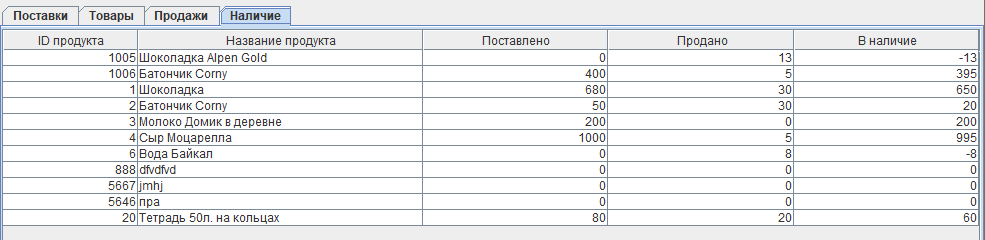 Поставки Товары Продажи Наличие
ID продукта Название продукта Поставлено Продано В наличие
1005 Шоколадка Alpen Gold 0 13 -13
1006 Батончик Corny 400 5 395
1 Шоколадка 680 30 650
2 Батончик Corny 50 30 20
3 Молоко Домик в деревне 200 0 200
4 Сыр Моцарелла 1000 5 995
6 Вода Байкал 0 8 -8
888 dfvdfvd 0 0 0
5667 jmhj 0 0 0
5646 пра 0 0 0
20 Тетрадь 50л. на кольцах 80 20 60